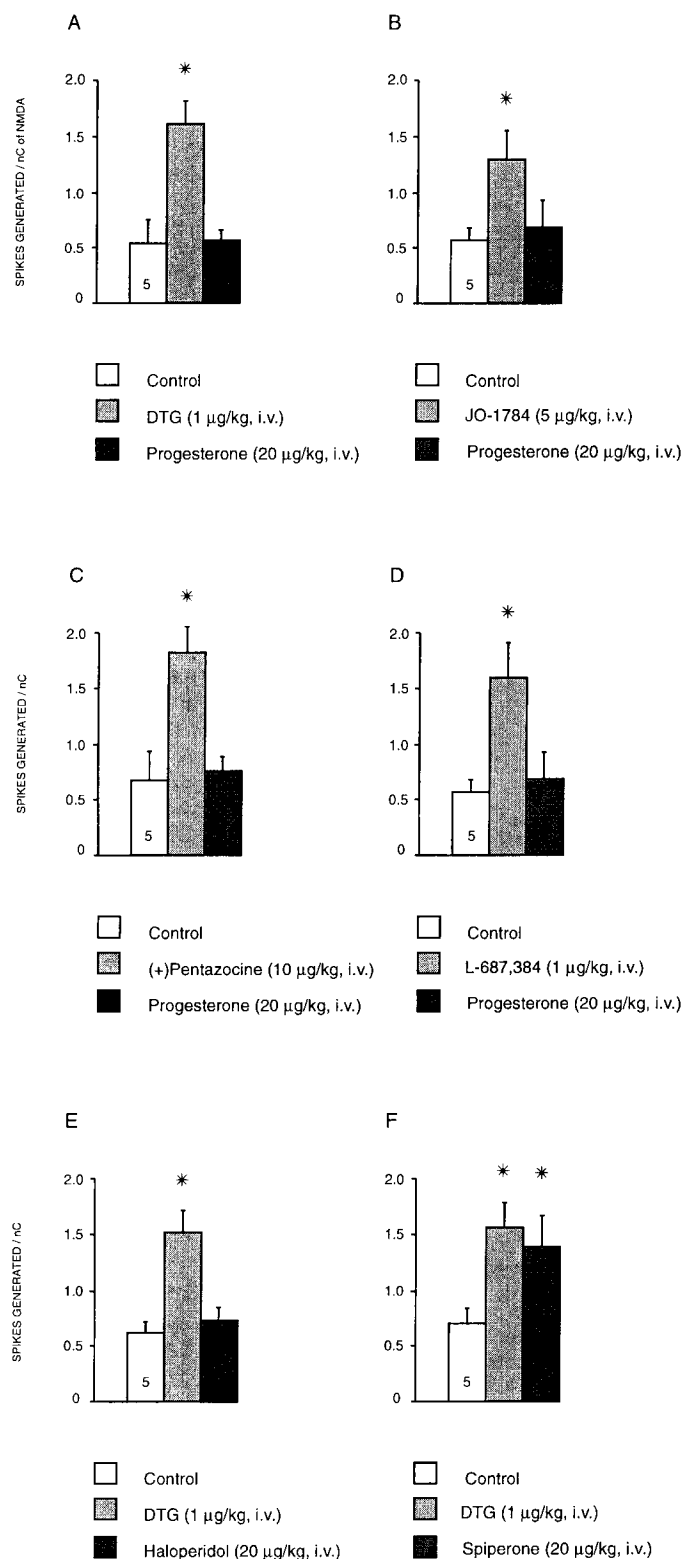 A
B
SPIKES GENERATED / nC of NMDA
2.0
1.5
1.0
0.5
0
*
5
2.0
1.5
1.0
0.5
0
*
5
Control
DTG (1 µg/kg, i.v.)
Progesterone (20 µg/kg, i.v.)
Control
JO-1784 (5 µg/kg, i.v.)
Progesterone (20 µg/kg, i.v.)
C
D
SPIKES GENERATED / nC
2.0
1.5
1.0
0.5
0
*
5
2.0
1.5
1.0
0.5
0
*
5
Control
(+)Pentazocine (10 µg/kg, i.v.)
Progesterone (20 µg/kg, i.v.)
Control
L-687,384 (1 µg/kg, i.v.)
Progesterone (20 µg/kg, i.v.)
E
F
SPIKES GENERATED / nC
2.0
1.5
1.0
0.5
0
*
5
2.0
1.5
1.0
0.5
0
*
*
5
Control
DTG (1 µg/kg, i.v.)
Haloperidol (20 µg/kg, i.v.)
Control
DTG (1 µg/kg, i.v.)
Spiperone (20 µg/kg, i.v.)